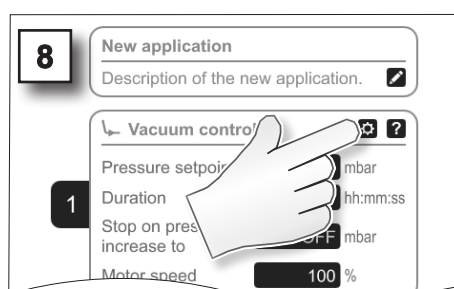 8
New application
Description of the new application.
Vacuum contro
?
Pressure setpoi mbar
1
Duration hh:mm:ss
Stop on pres
increase to OFF mbar
Motor speed 100 %